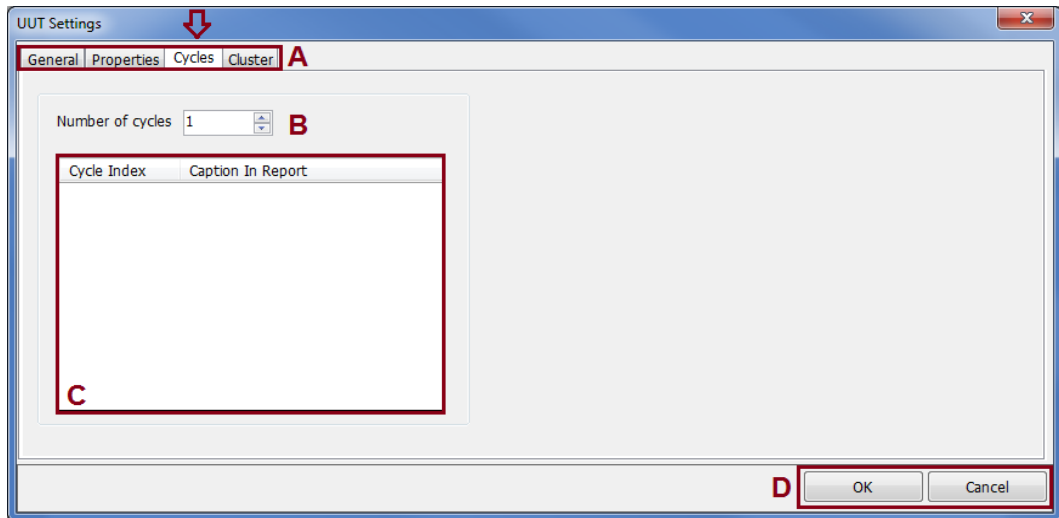 UUT Settings
General Properties Cycles Cluster A
Number of cycles 1 B
Cycle Index Caption In Report
C
D OK Cancel